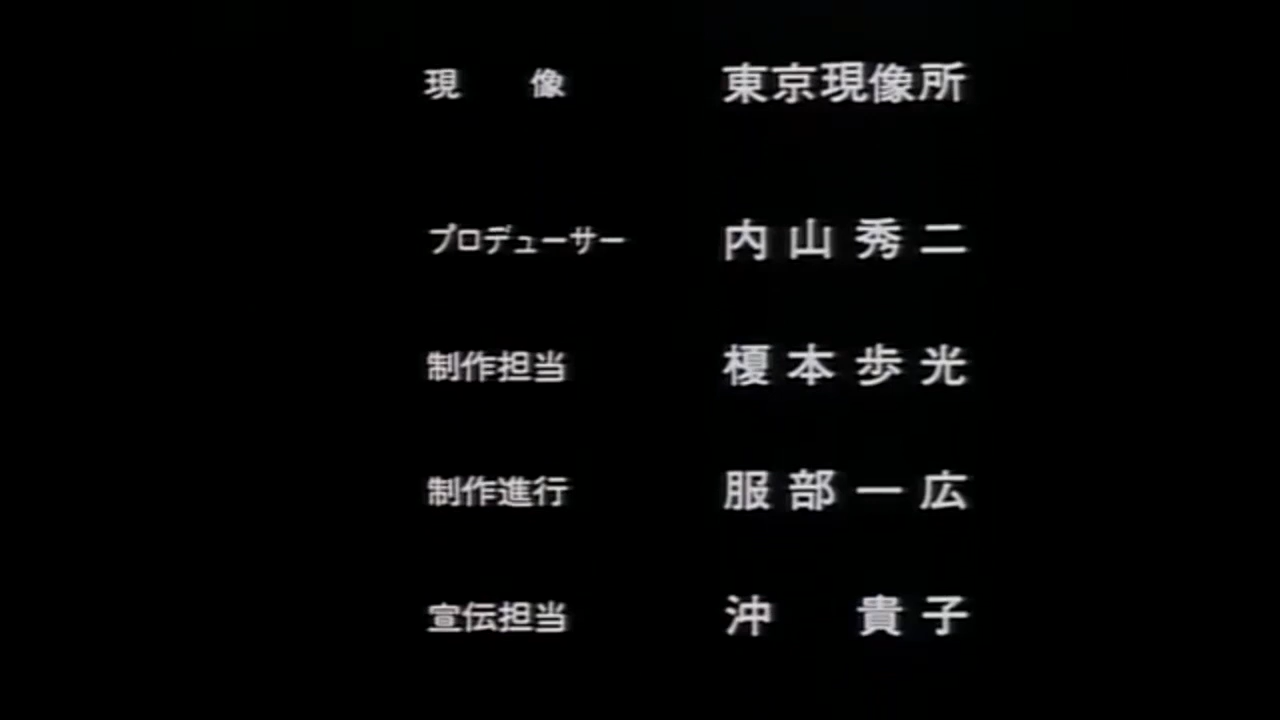 現　像　東京現像所
プロデューサー　内山秀二
制作担当　榎本歩光
制作進行　服部一広
宣伝担当　沖　貴子